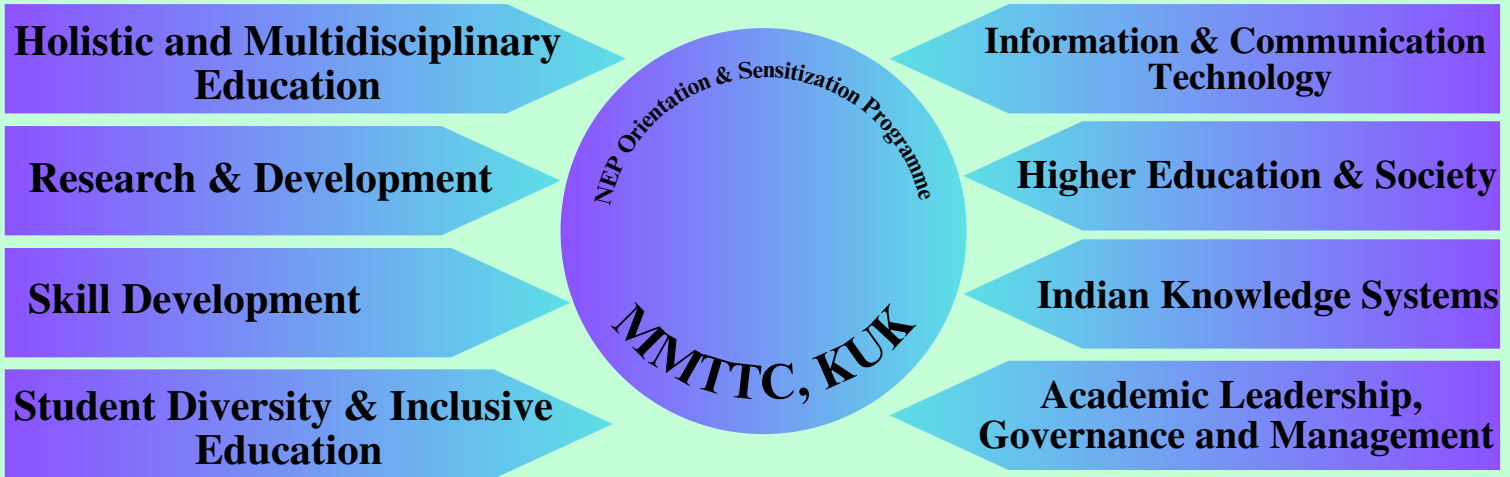 Holistic and Multidisciplinary
Education
Research & Development
Skill Development
Student Diversity & Inclusive
Education
NEP Orientation & Sensitization Programme
MMTTC, KUK
Information & Communication
Technology
Higher Education & Society
Indian Knowledge Systems
Academic Leadership,
Governance and Management